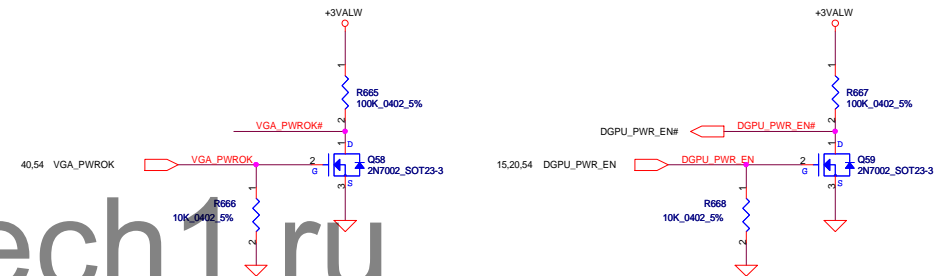 +3VALW
1
R665
100K_0402_5%
2
VGA_PWROK#
1
D
40,54 VGA_PWROK
VGA_PWROK
2
G
Q58
2N7002_SOT23-3
S
3
1
R666
10K_0402_5%
2
+3VALW
1
R667
100K_0402_5%
2
DGPU_PWR_EN#
DGPU_PWR_EN#
1
D
15,20,54 DGPU_PWR_EN
DGPU_PWR_EN
2
G
Q59
2N7002_SOT23-3
S
3
1
R668
10K_0402_5%
2
ech1 ru